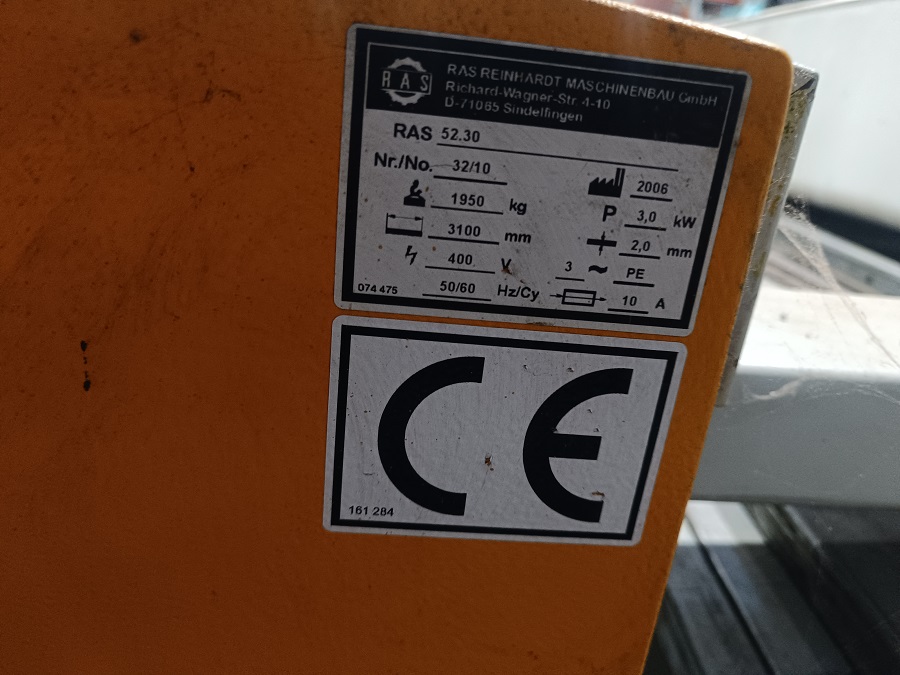 RAS
RAS REINHARDT MASCHINENBAU GmbH
Richard-Wagner-Str. 4-10
D-71065 Sindelfingen
RAS 52.30
Nr./No. 32/10
2006
1950 kg
P 3,0 kW
3100 mm
2,0 mm
400 V
3 ~ PE
074 475
50/60 Hz/Cy
10 A
CE
161 284